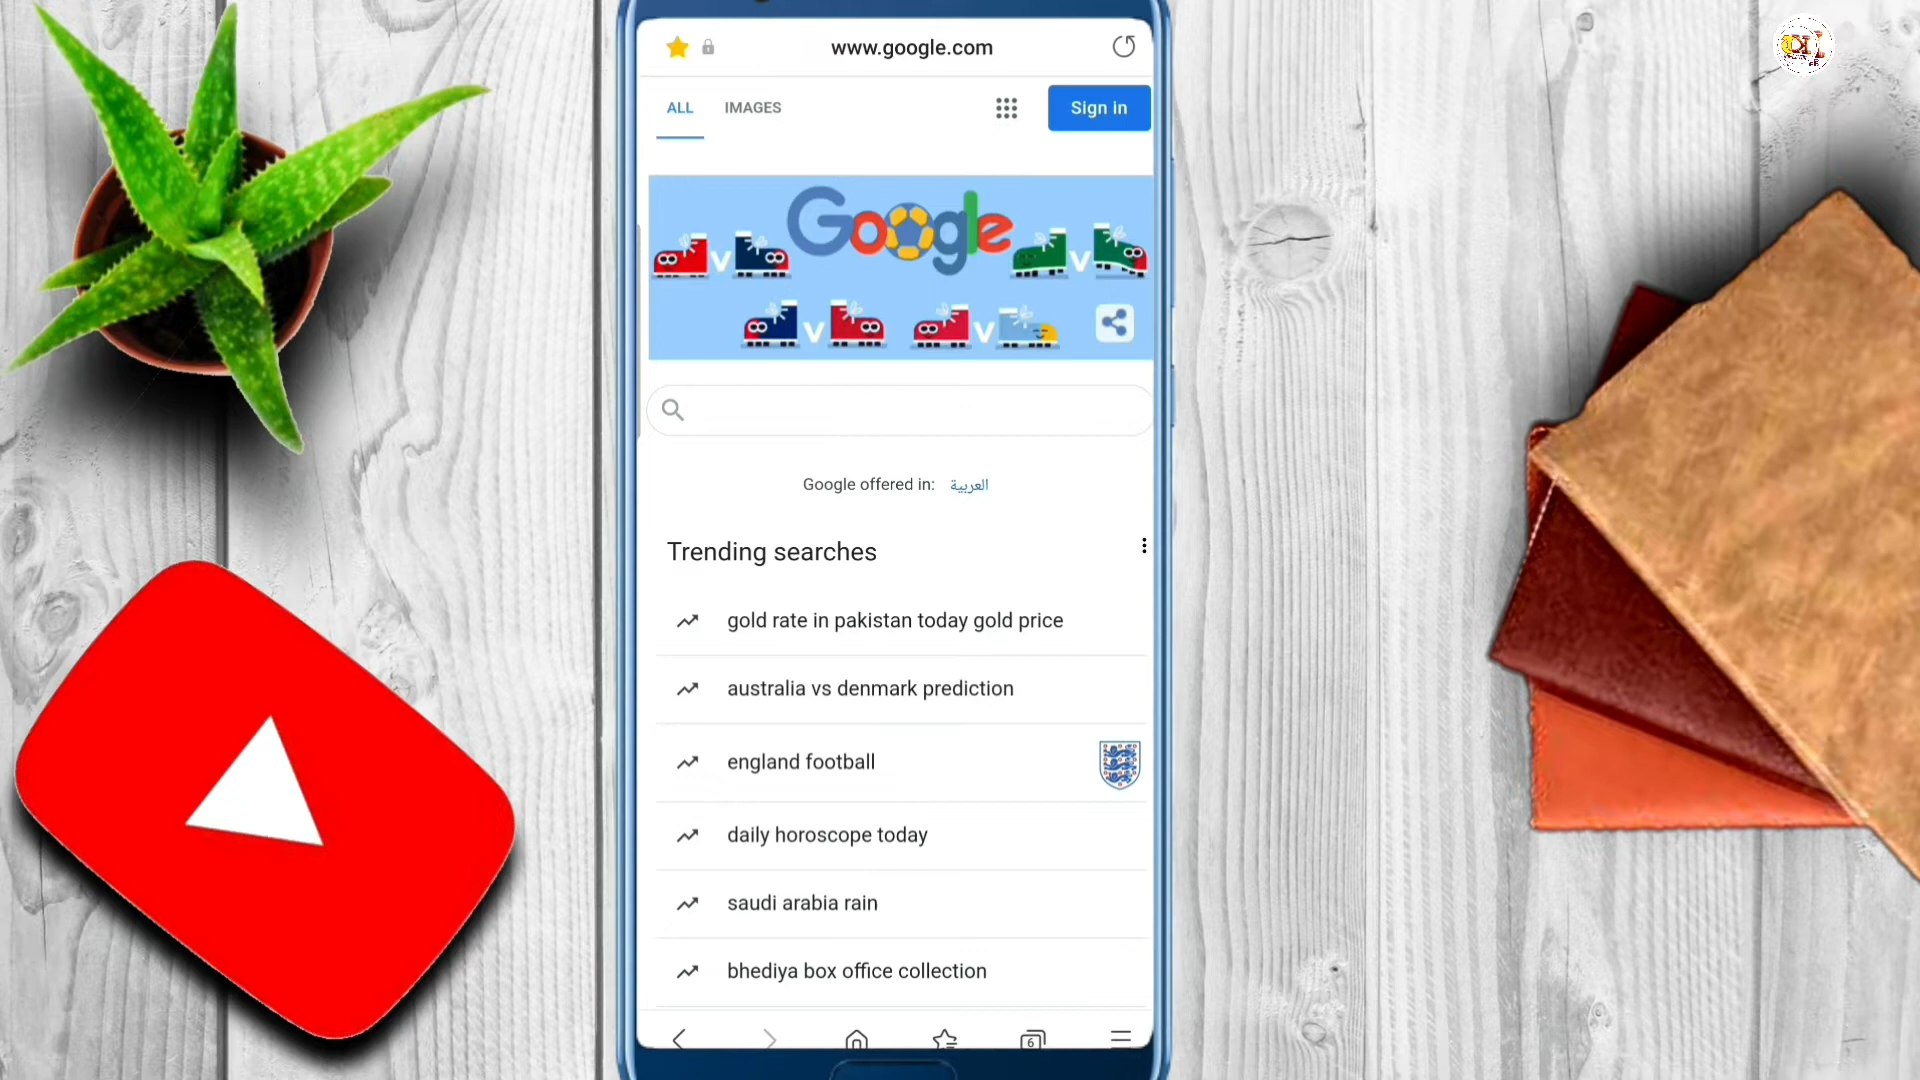 www.google.com
ALL IMAGES Sign in
Google
V V
V V
Google offered in: العربية
Trending searches
gold rate in pakistan today gold price
australia vs denmark prediction
england football
daily horoscope today
saudi arabia rain
bhediya box office collection
6